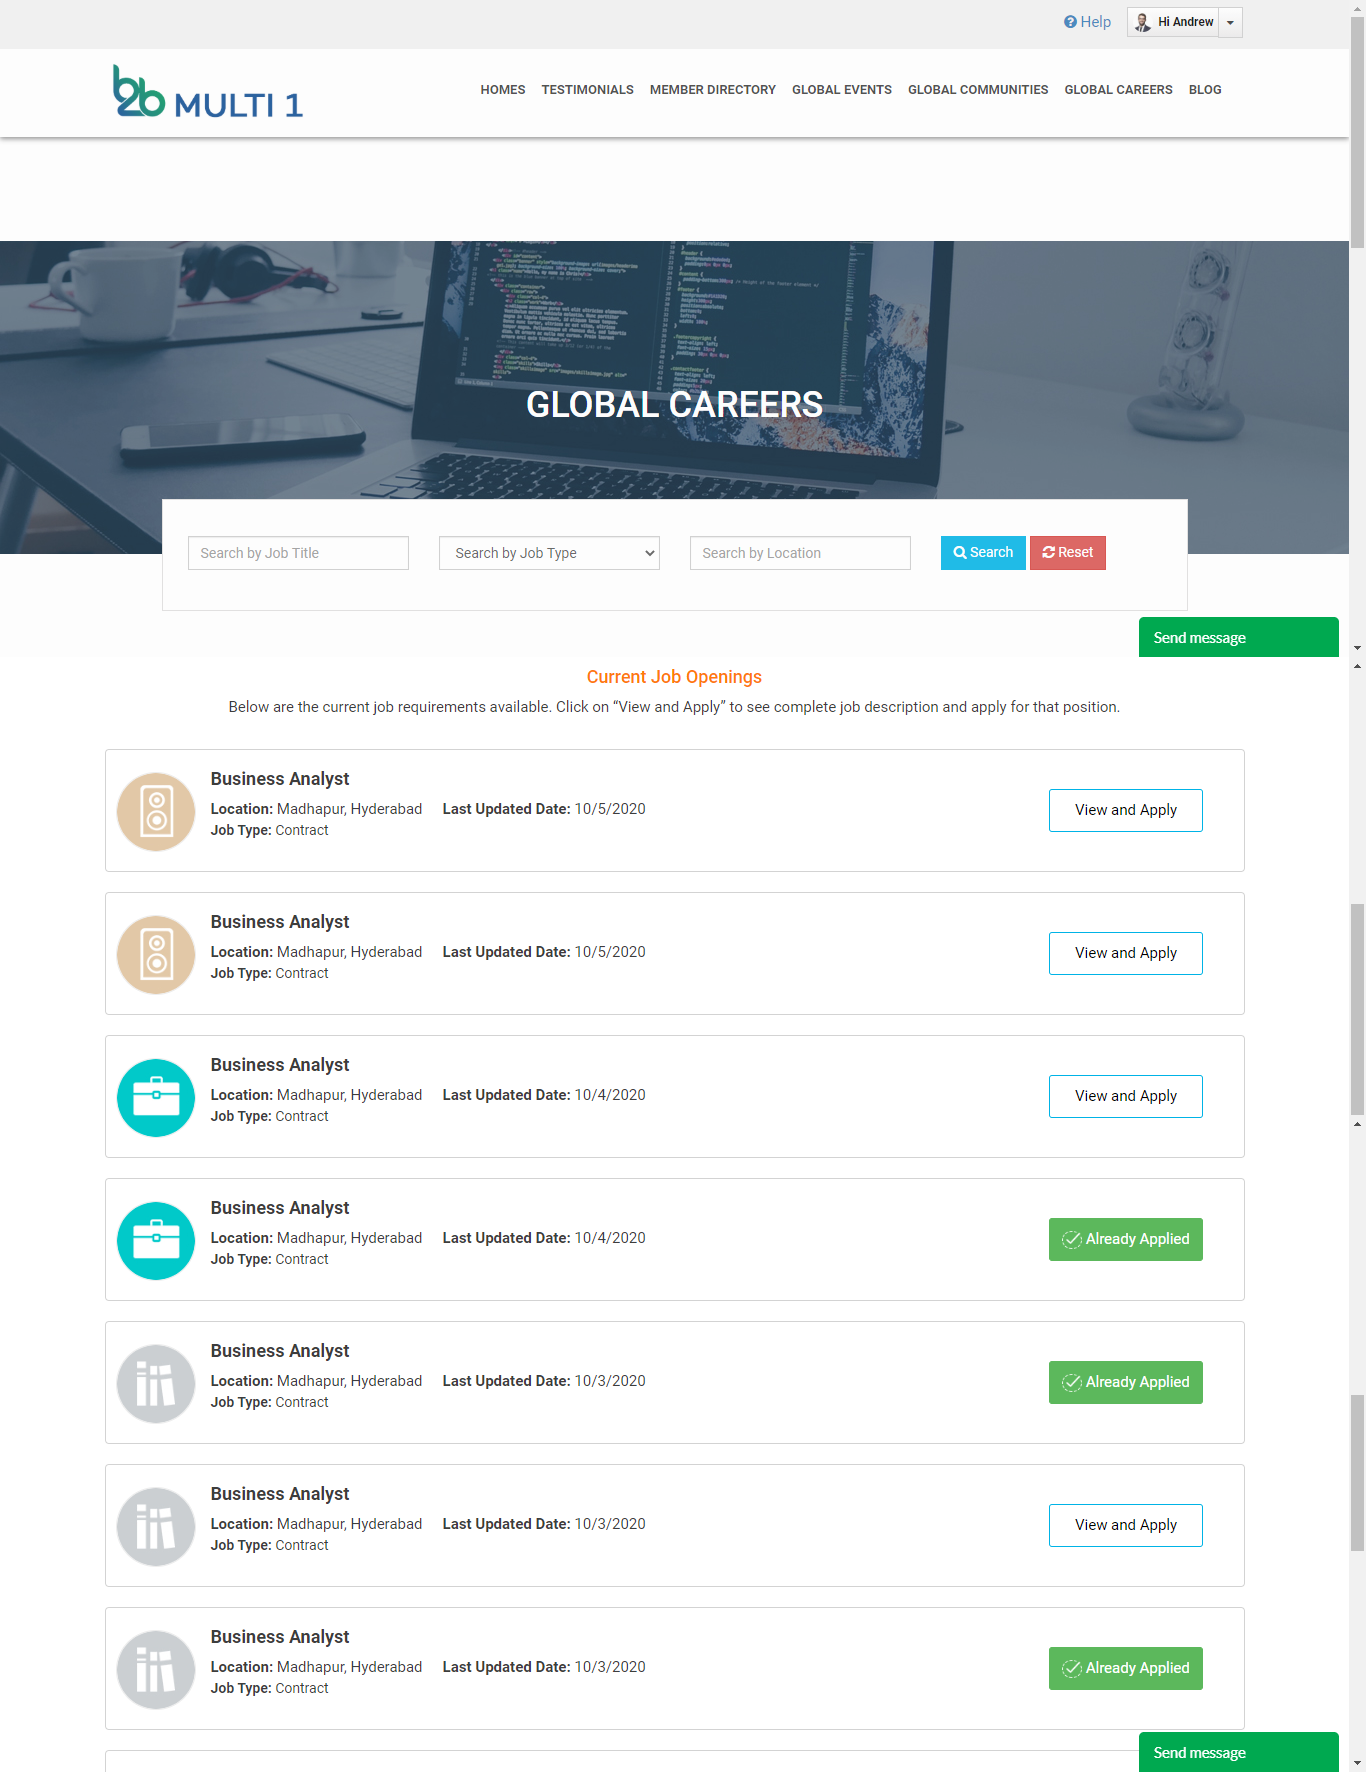 Help
Hi Andrew
b2b MULTI 1
HOMES TESTIMONIALS MEMBER DIRECTORY GLOBAL EVENTS GLOBAL COMMUNITIES GLOBAL CAREERS BLOG
GLOBAL CAREERS
Search by Job Title
Search by Job Type
Search by Location
Search
Reset
Send message
Current Job Openings
Below are the current job requirements available. Click on “View and Apply” to see complete job description and apply for that position.
Business Analyst
Location: Madhapur, Hyderabad Last Updated Date: 10/5/2020
Job Type: Contract
View and Apply
Business Analyst
Location: Madhapur, Hyderabad Last Updated Date: 10/5/2020
Job Type: Contract
View and Apply
Business Analyst
Location: Madhapur, Hyderabad Last Updated Date: 10/4/2020
Job Type: Contract
View and Apply
Business Analyst
Location: Madhapur, Hyderabad Last Updated Date: 10/4/2020
Job Type: Contract
Already Applied
Business Analyst
Location: Madhapur, Hyderabad Last Updated Date: 10/3/2020
Job Type: Contract
Already Applied
Business Analyst
Location: Madhapur, Hyderabad Last Updated Date: 10/3/2020
Job Type: Contract
View and Apply
Business Analyst
Location: Madhapur, Hyderabad Last Updated Date: 10/3/2020
Job Type: Contract
Already Applied
Send message